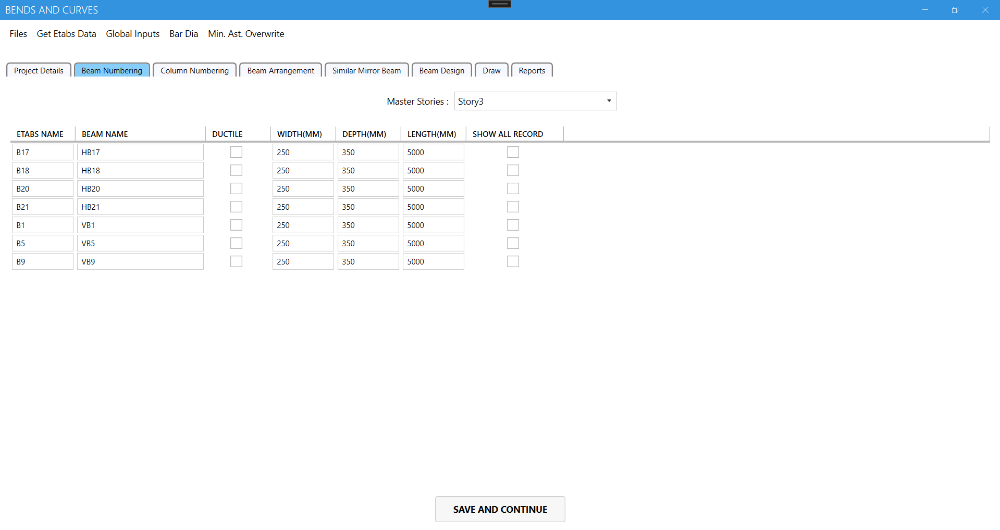 BENDS AND CURVES
Files Get Etabs Data Global Inputs Bar Dia Min. Ast. Overwrite
Project Details Beam Numbering Column Numbering Beam Arrangement Similar Mirror Beam Beam Design Draw Reports
Master Stories : Story3
ETABS NAME BEAM NAME DUCTILE WIDTH(MM) DEPTH(MM) LENGTH(MM) SHOW ALL RECORD
B17 HB17 250 350 5000
B18 HB18 250 350 5000
B20 HB20 250 350 5000
B21 HB21 250 350 5000
B1 VB1 250 350 5000
B5 VB5 250 350 5000
B9 VB9 250 350 5000
SAVE AND CONTINUE